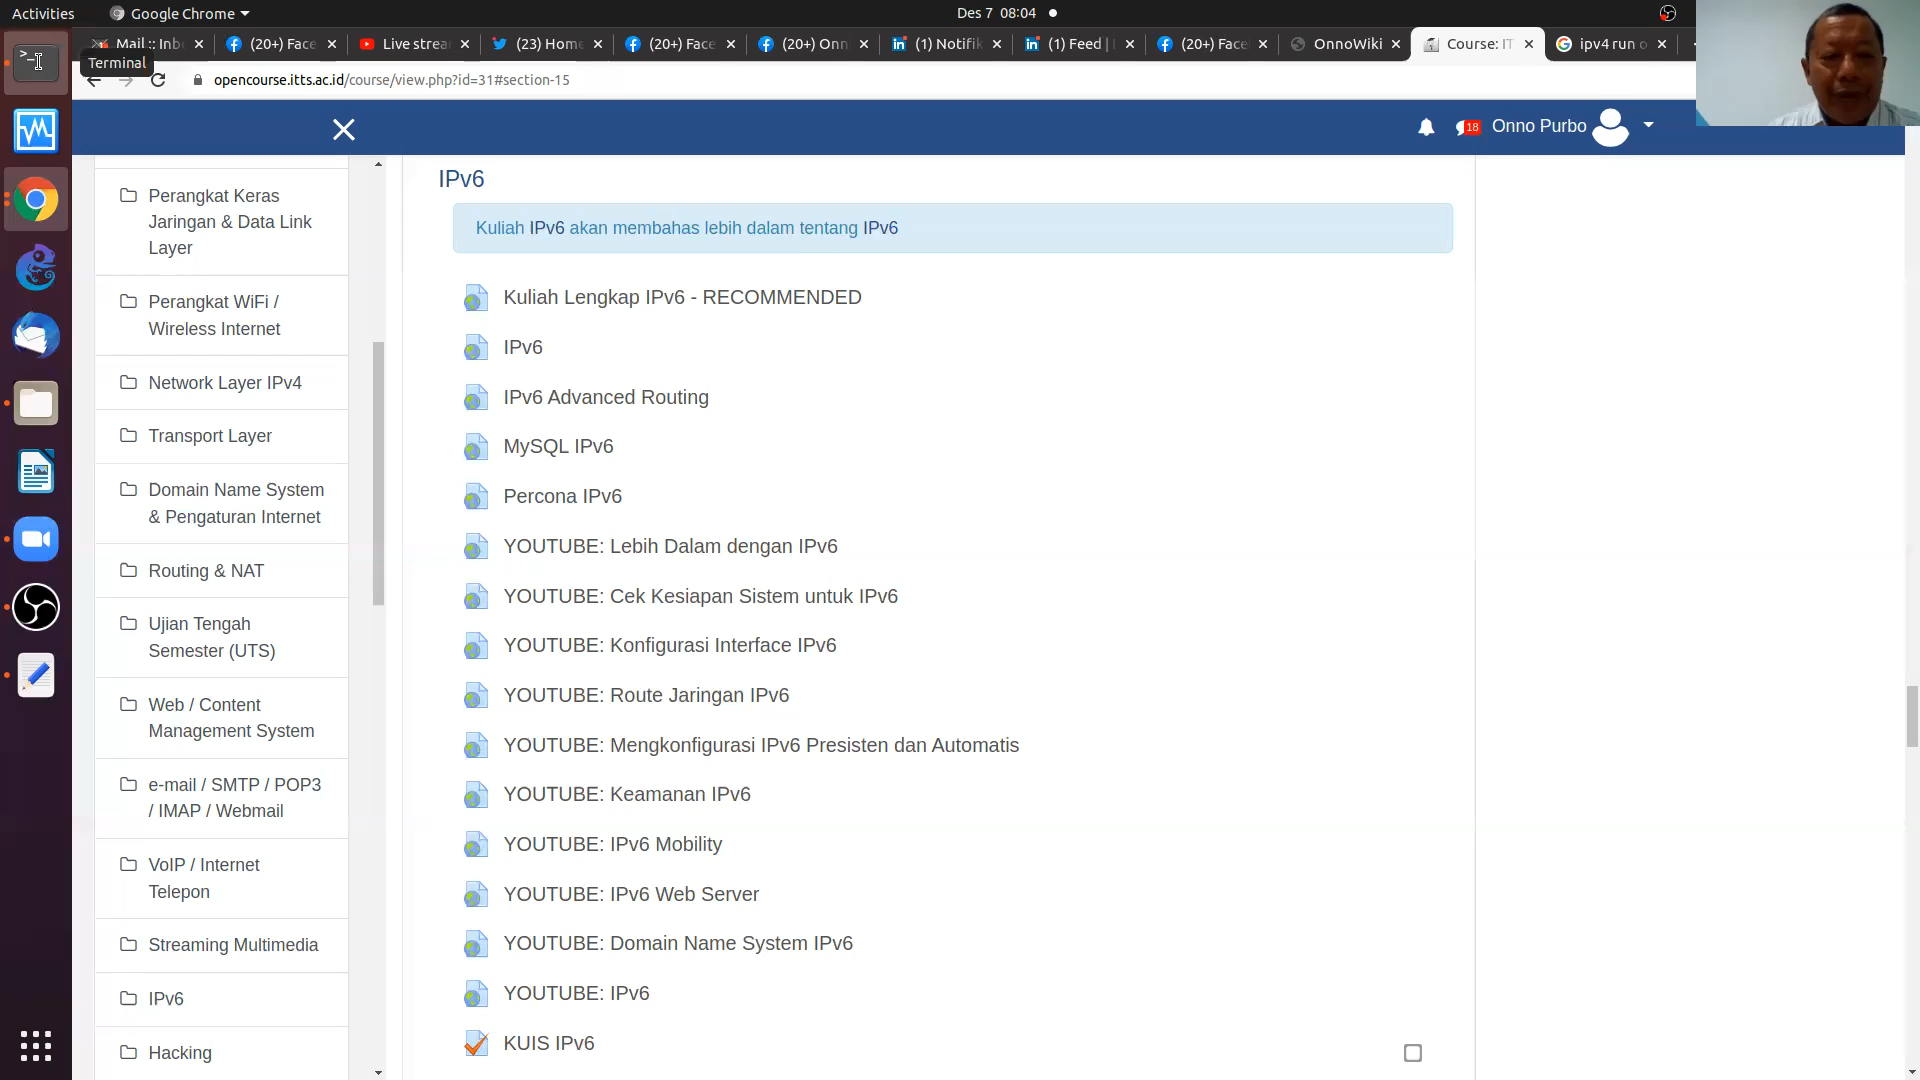 Activities
Google Chrome
Des 7 08:04
Mail :: Inb
(20+) Face
Live strea
(23) Hom
(20+) Face
(20+) Onn
(1) Notifik
(1) Feed |
(20+) Face
OnnoWiki
Course: IT
ipv4 run o
Terminal
opencourse.itts.ac.id/course/view.php?id=31#section-15
18
Onno Purbo
Perangkat Keras
Jaringan & Data Link
Layer
Perangkat WiFi /
Wireless Internet
Network Layer IPv4
Transport Layer
Domain Name System
& Pengaturan Internet
Routing & NAT
Ujian Tengah
Semester (UTS)
Web / Content
Management System
e-mail / SMTP / POP3
/ IMAP / Webmail
VoIP / Internet
Telepon
Streaming Multimedia
IPv6
Hacking
IPv6
Kuliah IPv6 akan membahas lebih dalam tentang IPv6
Kuliah Lengkap IPv6 - RECOMMENDED
IPv6
IPv6 Advanced Routing
MySQL IPv6
Percona IPv6
YOUTUBE: Lebih Dalam dengan IPv6
YOUTUBE: Cek Kesiapan Sistem untuk IPv6
YOUTUBE: Konfigurasi Interface IPv6
YOUTUBE: Route Jaringan IPv6
YOUTUBE: Mengkonfigurasi IPv6 Presisten dan Automatis
YOUTUBE: Keamanan IPv6
YOUTUBE: IPv6 Mobility
YOUTUBE: IPv6 Web Server
YOUTUBE: Domain Name System IPv6
YOUTUBE: IPv6
KUIS IPv6